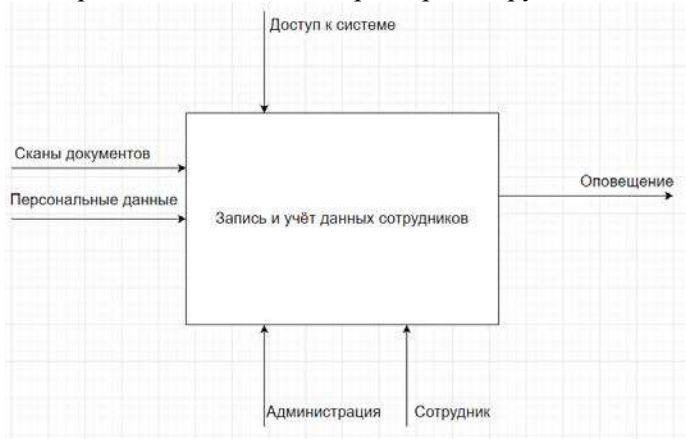 Доступ к системе
Сканы документов
Оповещение
Персональные данные
Запись и учёт данных сотрудников
Администрация
Сотрудник